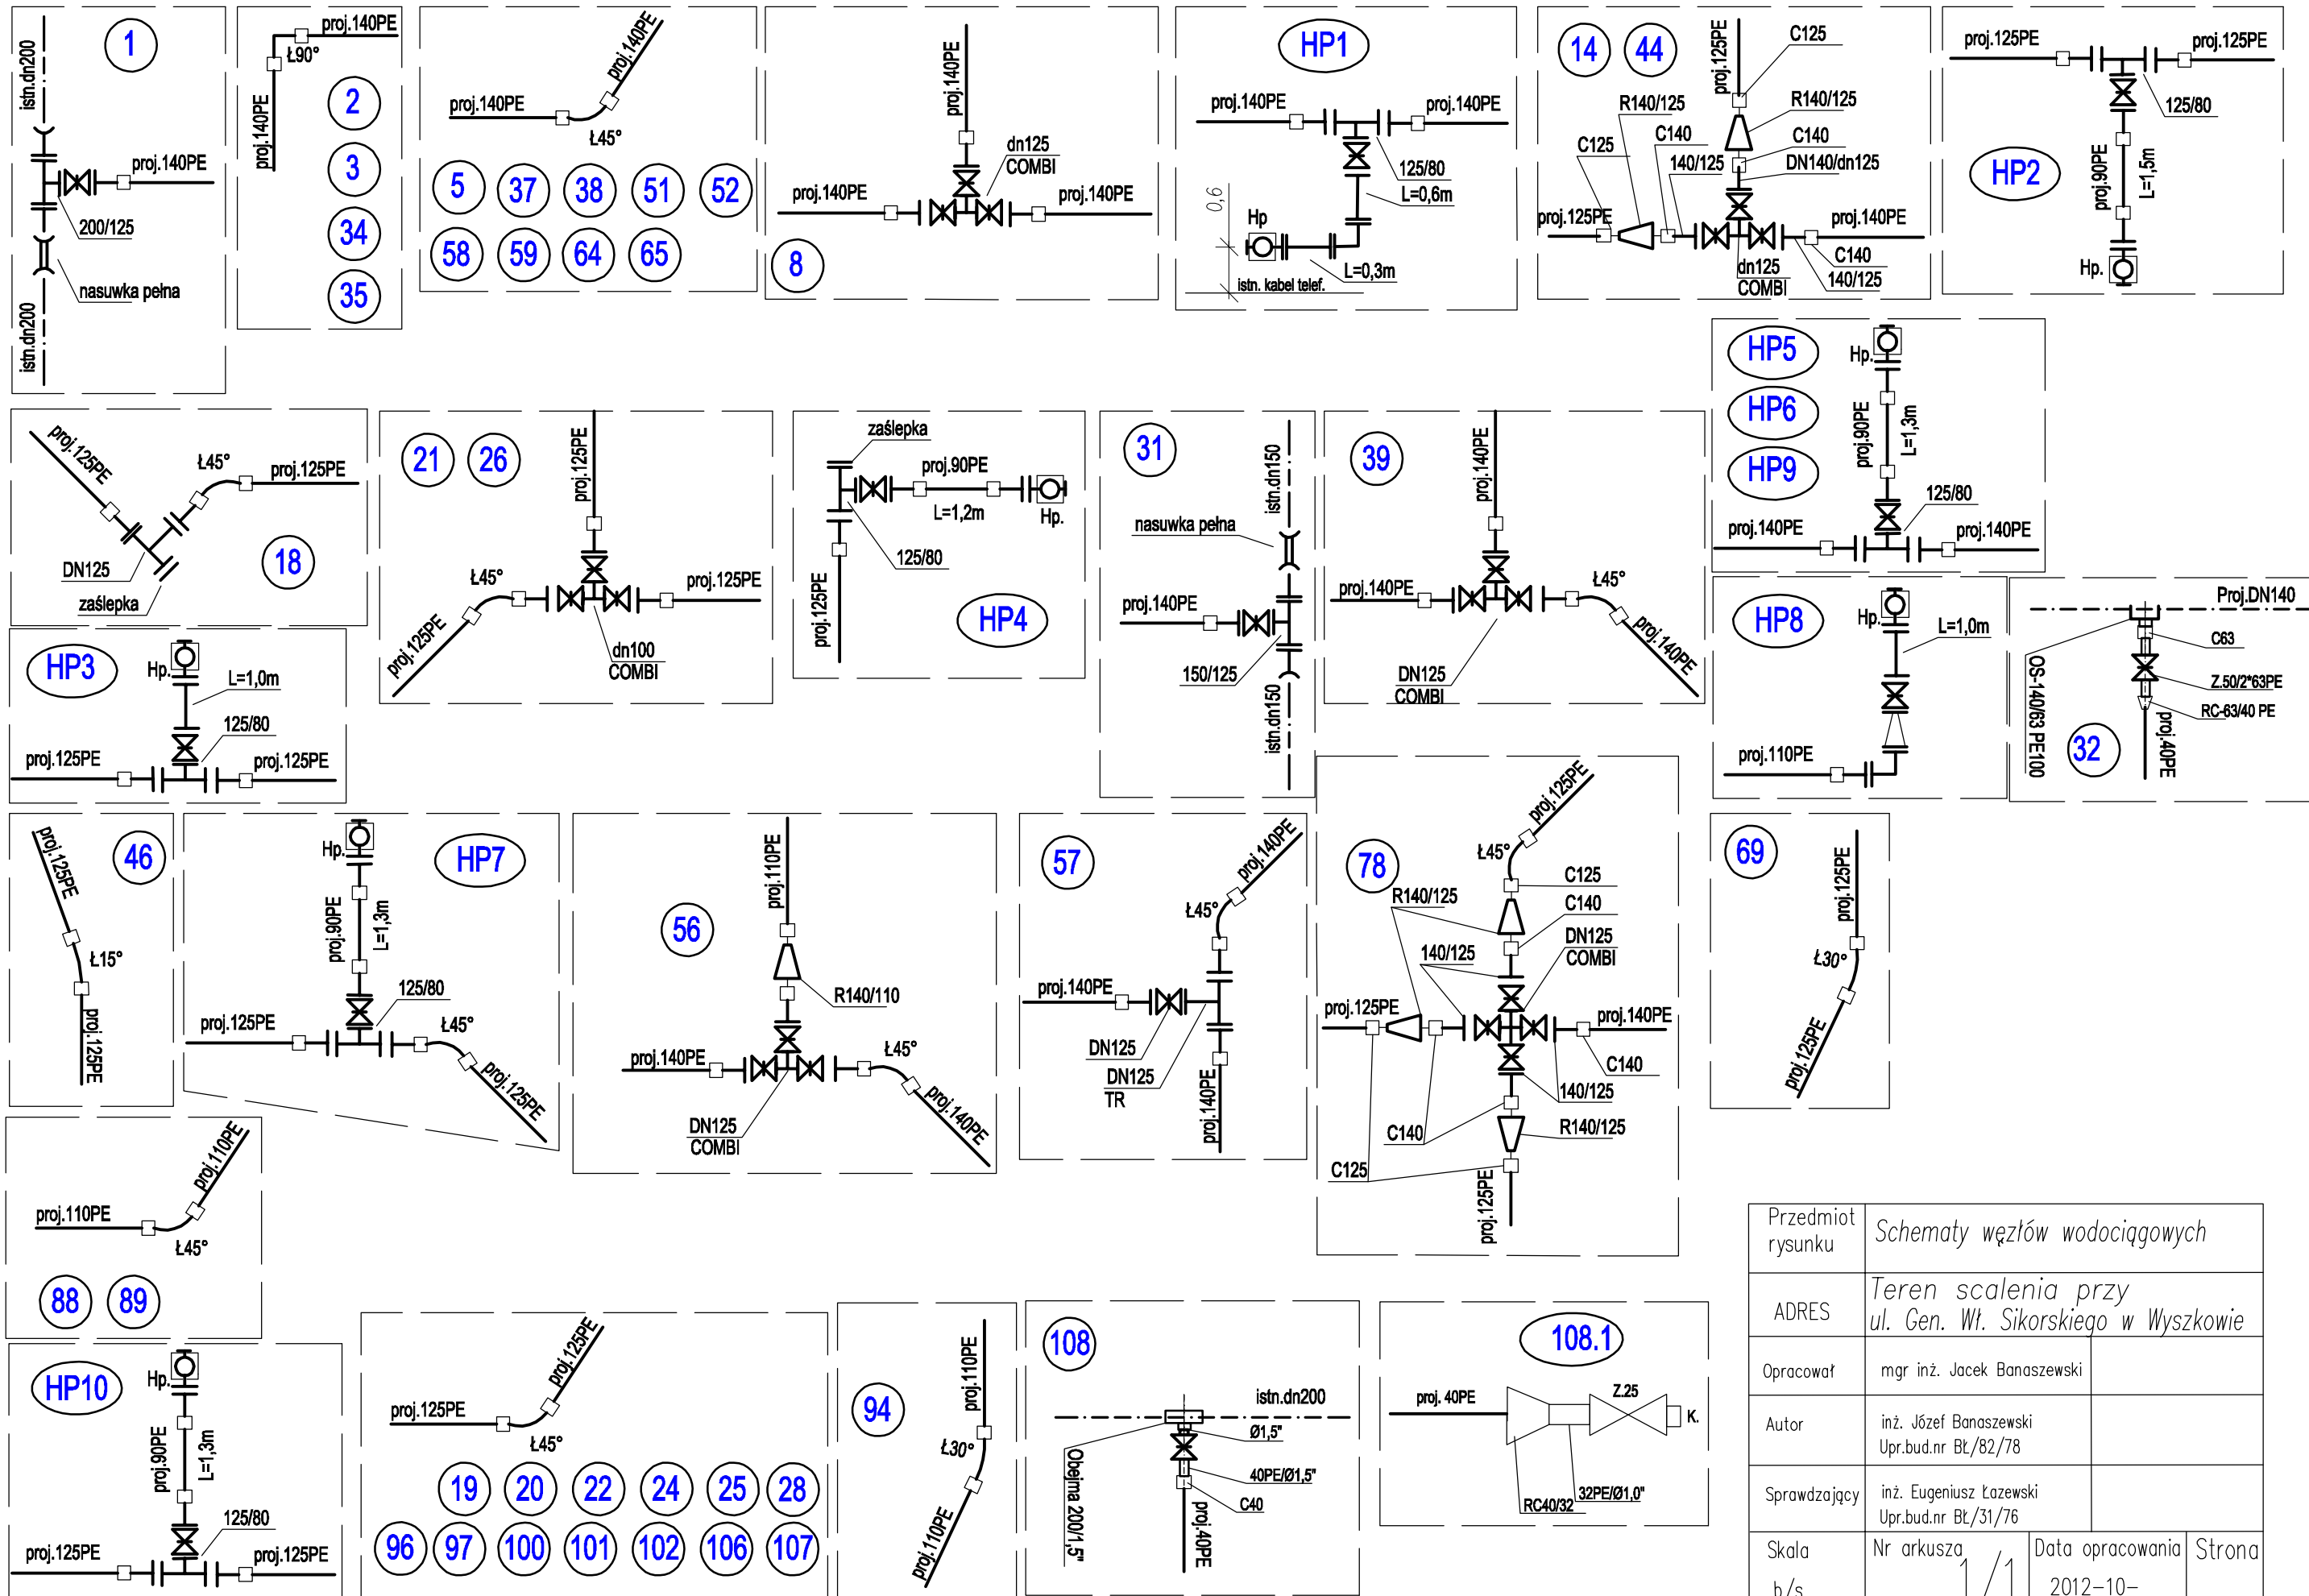 1
istn.dn200
proj.140PE
200/125
nasuwka pełna
istn.dn200
proj.140PE
Ł90°
proj.140PE
2
3
34
35
proj.140PE
proj.140PE
Ł45°
5 37 38 51 52
58 59 64 65
proj.140PE
dn125
COMBI
proj.140PE
proj.140PE
8
HP1
proj.140PE
proj.140PE
125/80
L=0,6m
0,6
Hp
L=0,3m
istn. kabel telef.
14 44
proj.125PE
C125
R140/125
R140/125
C125
C140
C140
140/125
DN140/dn125
proj.125PE
proj.140PE
C140
dn125
COMBI
140/125
proj.125PE
proj.125PE
125/80
HP2
proj.90PE
L=1,5m
Hp.
proj.125PE
Ł45°
proj.125PE
DN125
18
zaślepka
21 26
proj.125PE
Ł45°
proj.125PE
proj.125PE
dn100
COMBI
zaślepka
proj.90PE
L=1,2m
Hp.
125/80
proj.125PE
HP4
31
istn.dn150
nasuwka pełna
proj.140PE
150/125
istn.dn150
39
proj.140PE
proj.140PE
Ł45°
proj.140PE
DN125
COMBI
HP5
HP6
HP9
Hp.
proj.90PE
L=1,3m
125/80
proj.140PE
proj.140PE
HP3
Hp.
L=1,0m
125/80
proj.125PE
proj.125PE
HP8
Hp.
L=1,0m
proj.110PE
Proj.DN140
C63
Z.50/2*63PE
RC-63/40 PE
OS-140/63 PE100
proj.40PE
32
proj.125PE
46
Ł15°
proj.125PE
HP7
Hp.
proj.90PE
L=1,3m
125/80
proj.125PE
Ł45°
proj.125PE
proj.110PE
56
R140/110
proj.140PE
Ł45°
proj.140PE
DN125
COMBI
57
proj.140PE
Ł45°
proj.140PE
DN125
DN125
TR
proj.140PE
78
proj.125PE
Ł45°
C125
R140/125
C140
DN125
COMBI
140/125
proj.125PE
proj.140PE
C140
140/125
C140
R140/125
C125
proj.125PE
69
proj.125PE
Ł30°
proj.125PE
proj.110PE
proj.110PE
Ł45°
88 89
HP10
Hp.
proj.90PE
L=1,3m
125/80
proj.125PE
proj.125PE
proj.125PE
proj.125PE
Ł45°
19 20 22 24 25 28
96 97 100 101 102 106 107
94
proj.110PE
Ł30°
proj.110PE
108
istn.dn200
Ø1,5"
40PE/Ø1,5"
C40
Obejma 200/1,5"
proj.40PE
108.1
proj. 40PE
Z.25
K.
32PE/Ø1,0"
RC40/32
Przedmiot rysunku
Schematy węzłów wodociągowych
ADRES
Teren scalenia przy
ul. Gen. Wł. Sikorskiego w Wyszkowie
Opracował
mgr inż. Jacek Banaszewski
Autor
inż. Józef Banaszewski
Upr.bud.nr BŁ/82/78
Sprawdzający
inż. Eugeniusz Łazewski
Upr.bud.nr BŁ/31/76
Skala
b/s
Nr arkusza
1/1
Data opracowania
2012-10-
Strona